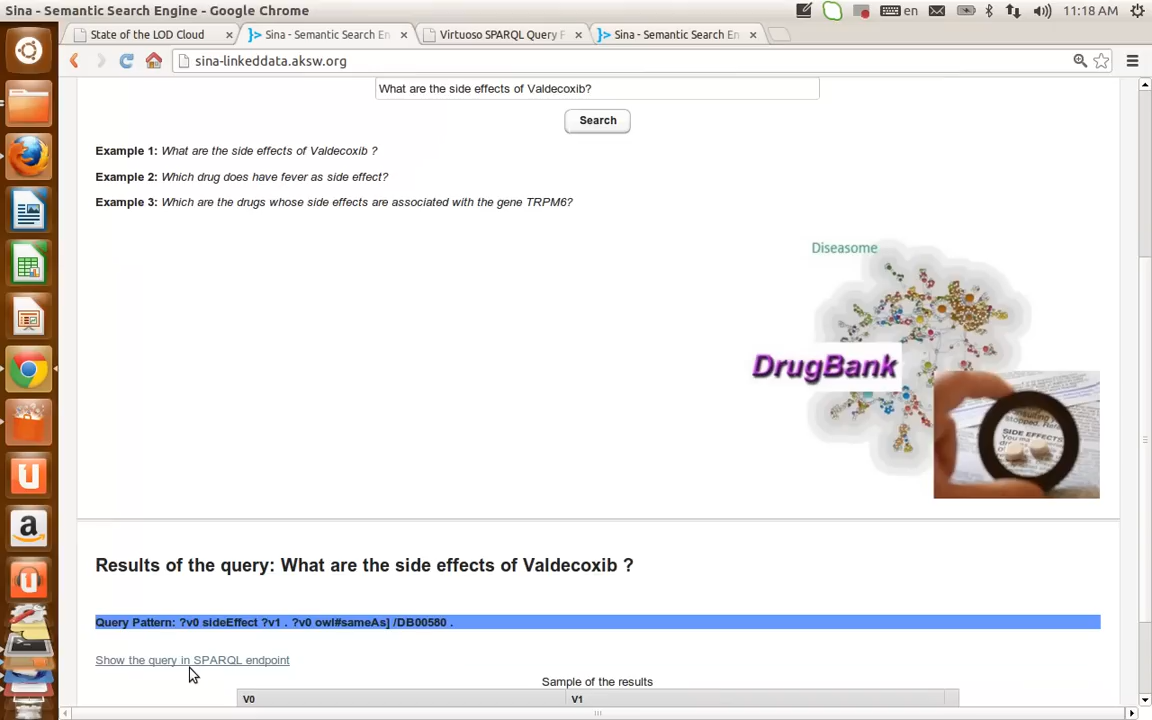 Sina - Semantic Search Engine - Google Chrome
en
11:18 AM
State of the LOD Cloud
Sina - Semantic Search En
Virtuoso SPARQL Query F
Sina - Semantic Search En
sina-linkeddata.aksw.org
What are the side effects of Valdecoxib?
Search
Example 1: What are the side effects of Valdecoxib ?
Example 2: Which drug does have fever as side effect?
Example 3: Which are the drugs whose side effects are associated with the gene TRPM6?
Diseasome
DrugBank
SIDE EFFECTS
Results of the query: What are the side effects of Valdecoxib ?
Query Pattern: ?v0 sideEffect ?v1 . ?v0 owl#sameAs] /DB00580 .
Show the query in SPARQL endpoint
Sample of the results
V0
V1